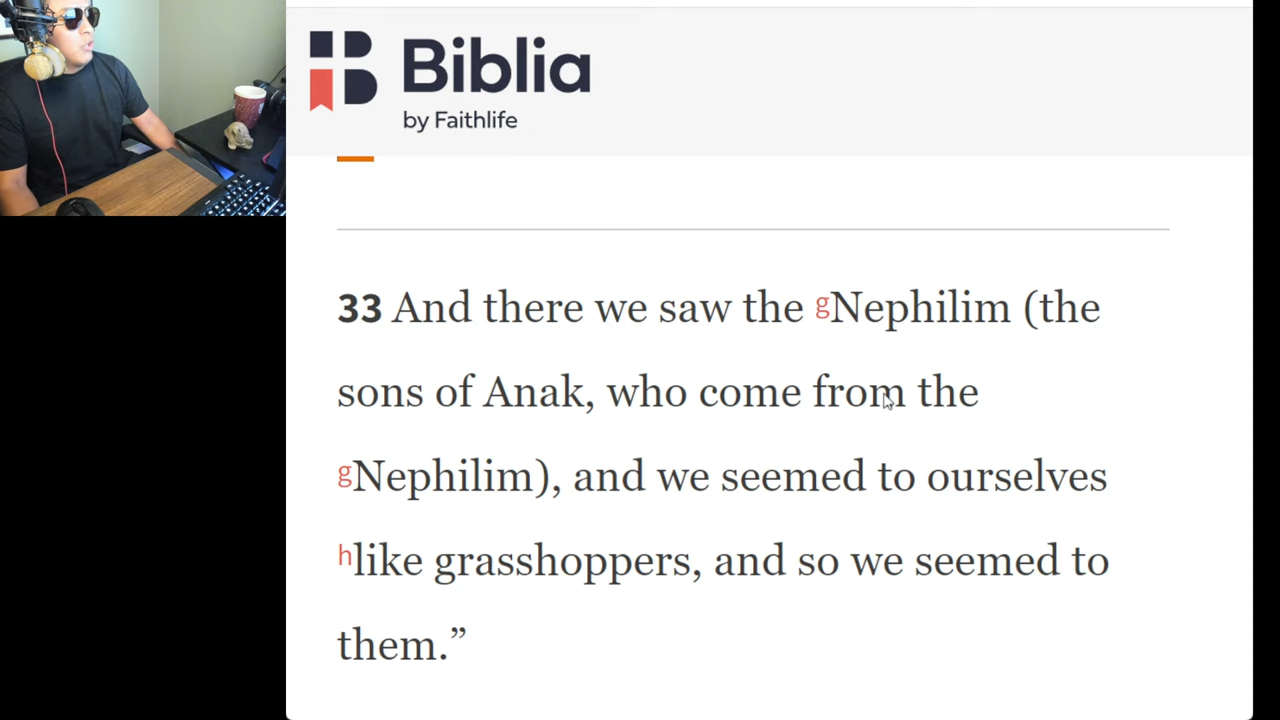 Biblia
by Faithlife
33 And there we saw the gNephilim (the
sons of Anak, who come from the
gNephilim), and we seemed to ourselves
hlike grasshoppers, and so we seemed to
them.”